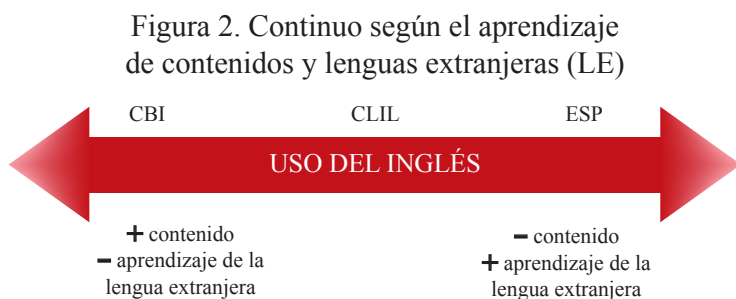 Figura 2. Continuo según el aprendizaje
de contenidos y lenguas extranjeras (LE)
CBI CLIL ESP
USO DEL INGLÉS
+ contenido
− aprendizaje de la
lengua extranjera
− contenido
+ aprendizaje de la
lengua extranjera